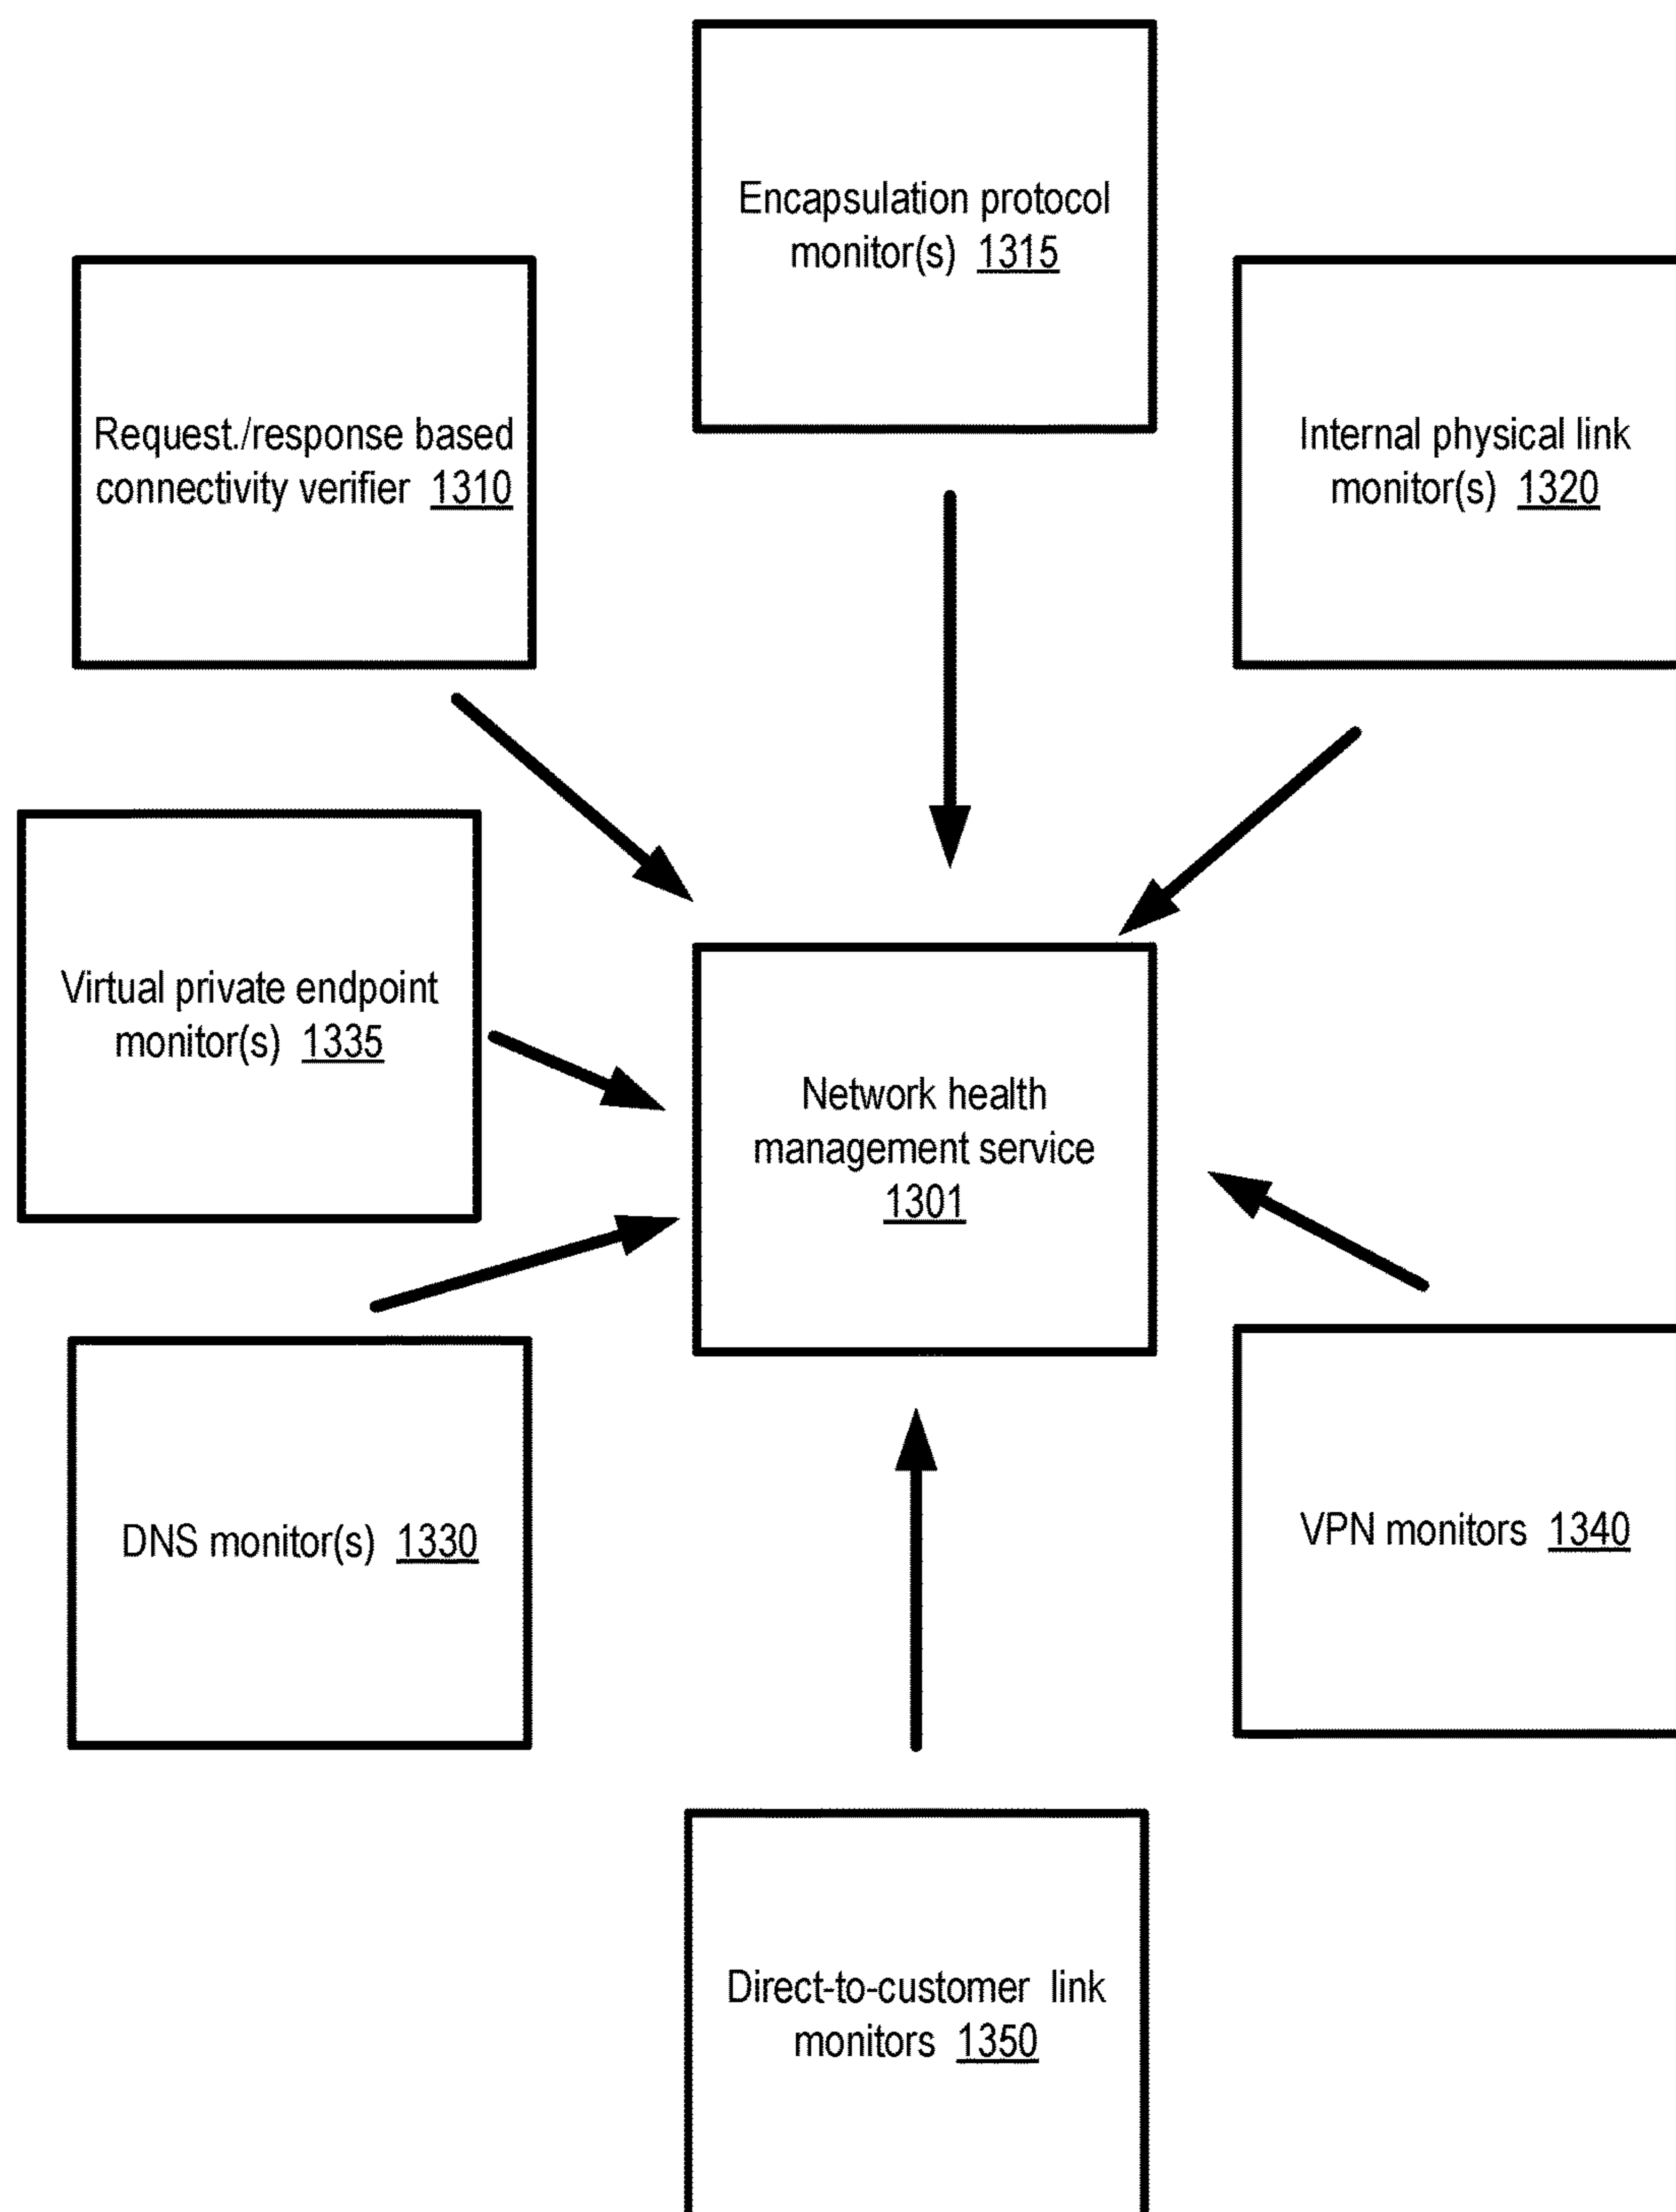 Encapsulation protocol
monitor(s) 1315
Request./response based
connectivity verifier 1310
Internal physical link
monitor(s) 1320
Virtual private endpoint
monitor(s) 1335
Network health
management service
1301
DNS monitor(s) 1330
VPN monitors 1340
Direct-to-customer link
monitors 1350